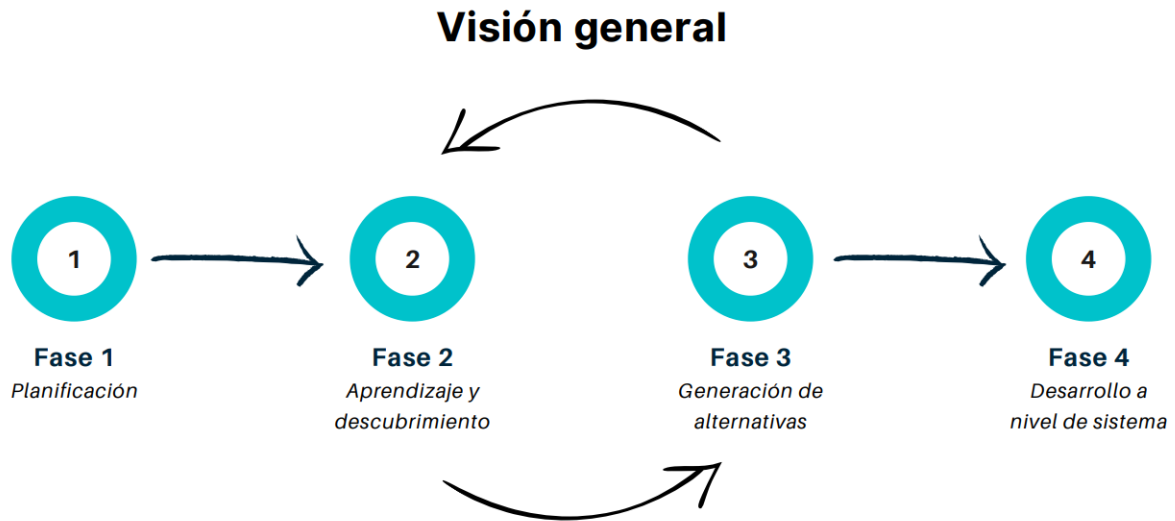 Visión general
1
2
3
4
Fase 1
Planificación
Fase 2
Aprendizaje y
descubrimiento
Fase 3
Generación de
alternativas
Fase 4
Desarrollo a
nivel de sistema